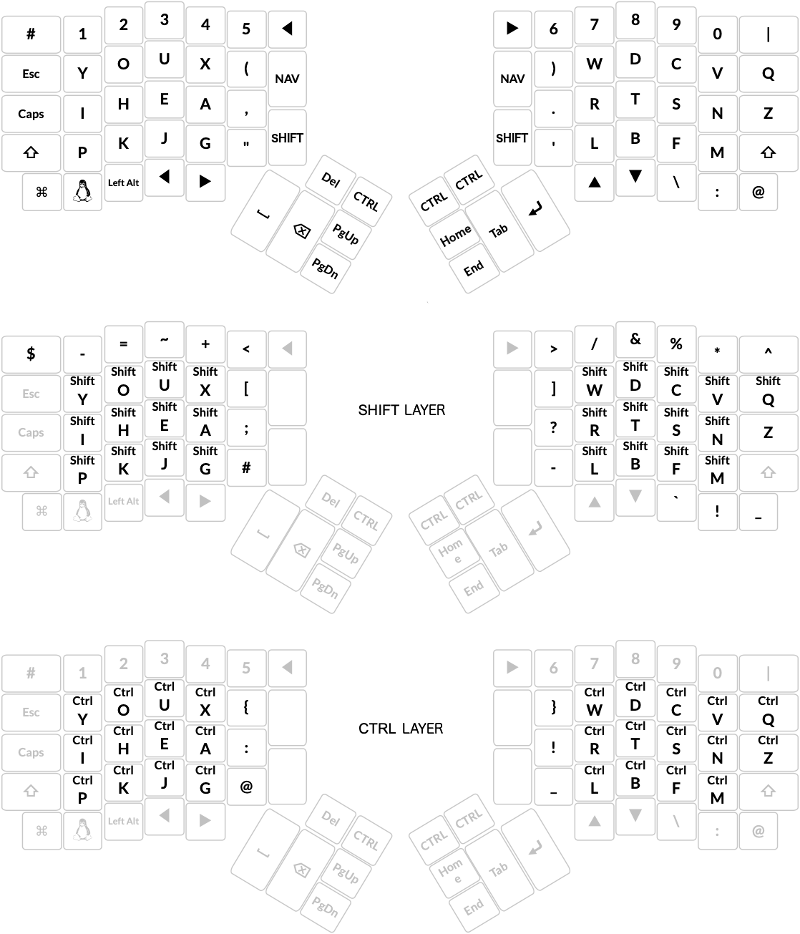 # 1 2 3 4 5 ◀ ▶ 6 7 8 9 0 |
Esc Y O U X ( NAV NAV ) W D C V Q
Caps I H E A , . R T S N Z
⇧ P K J G " SHIFT SHIFT ' L B F M ⇧
⌘ Left Alt ◀ ▶ ▲ ▼ \ : @
Del CTRL CTRL CTRL
⌫ PgUp Home Tab
PgDn End
$ - = ~ + < ◀ ▶ > / & % * ^
Esc Shift Y Shift O Shift U Shift X [ ] Shift W Shift D Shift C Shift V Shift Q
SHIFT LAYER
Caps Shift I Shift H Shift E Shift A ; ? Shift R Shift T Shift S Shift N Z
⇧ Shift P Shift K Shift J Shift G # - Shift L Shift B Shift F Shift M ⇧
⌘ Left Alt ◀ ▶ ▲ ▼ ` ! _
Del CTRL CTRL CTRL
⌫ PgUp Hom
e Tab
PgDn End
# 1 2 3 4 5 ◀ ▶ 6 7 8 9 0 |
Esc Ctrl Y Ctrl O Ctrl U Ctrl X { } Ctrl W Ctrl D Ctrl C Ctrl V Ctrl Q
CTRL LAYER
Caps Ctrl I Ctrl H Ctrl E Ctrl A : ! Ctrl R Ctrl T Ctrl S Ctrl N Ctrl Z
⇧ Ctrl P Ctrl K Ctrl J Ctrl G @ _ Ctrl L Ctrl B Ctrl F Ctrl M ⇧
⌘ Left Alt ◀ ▶ ▲ ▼ \ : @
Del CTRL CTRL CTRL
⌫ PgUp Hom
e Tab
PgDn End